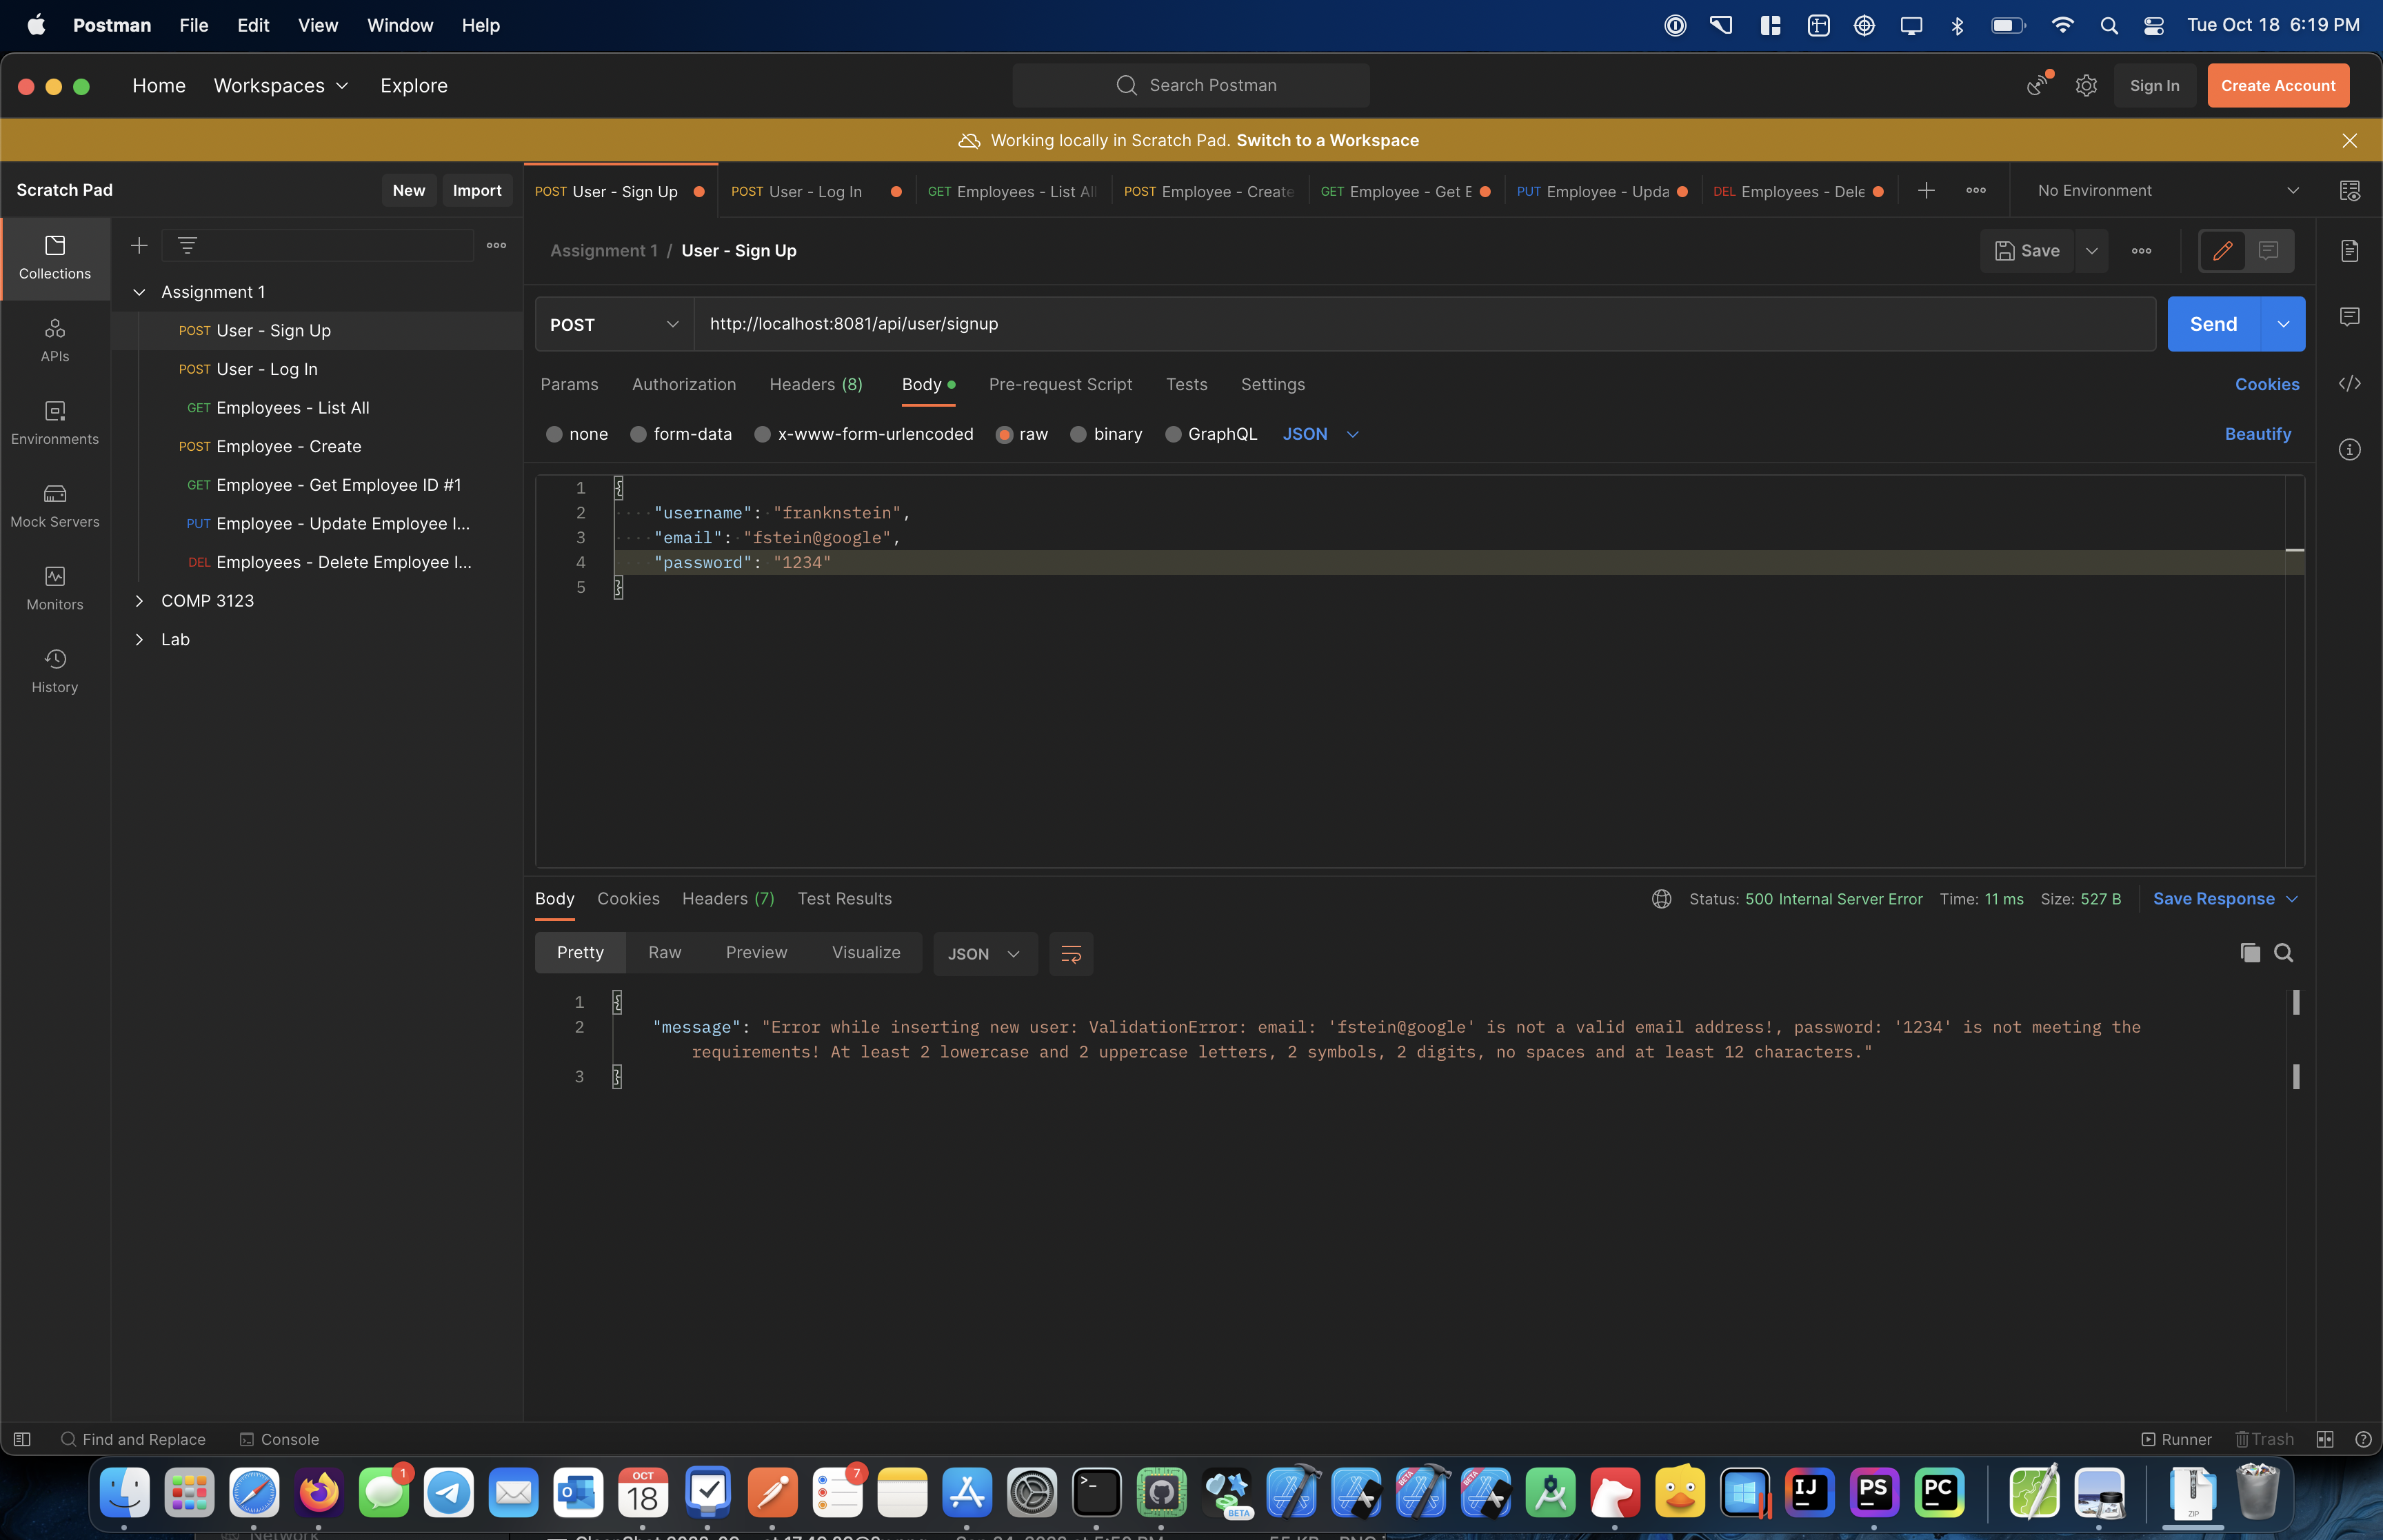 Postman File Edit View Window Help
Tue Oct 18 6:19 PM
Home Workspaces Explore
Search Postman
Sign In
Create Account
Working locally in Scratch Pad. Switch to a Workspace
Scratch Pad
New
Import
POST User - Sign Up
POST User - Log In
GET Employees - List All
POST Employee - Create
GET Employee - Get E
PUT Employee - Upda
DEL Employees - Dele
No Environment
Collections
APIs
Environments
Mock Servers
Monitors
History
Assignment 1
POST User - Sign Up
POST User - Log In
GET Employees - List All
POST Employee - Create
GET Employee - Get Employee ID #1
PUT Employee - Update Employee I...
DEL Employees - Delete Employee I...
COMP 3123
Lab
Assignment 1 / User - Sign Up
Save
POST
http://localhost:8081/api/user/signup
Send
Params Authorization Headers (8) Body Pre-request Script Tests Settings
Cookies
none form-data x-www-form-urlencoded raw binary GraphQL JSON
Beautify
1 {
2 "username": "franknstein",
3 "email": "fstein@google",
4 "password": "1234"
5 }
Body Cookies Headers (7) Test Results
Status: 500 Internal Server Error Time: 11 ms Size: 527 B
Save Response
Pretty Raw Preview Visualize JSON
1 {
2 "message": "Error while inserting new user: ValidationError: email: 'fstein@google' is not a valid email address!, password: '1234' is not meeting the
requirements! At least 2 lowercase and 2 uppercase letters, 2 symbols, 2 digits, no spaces and at least 12 characters."
3 }
Find and Replace
Console
Runner
Trash
1
OCT
18
7
BETA
BETA
BETA
IJ
PS
PC
ZIP